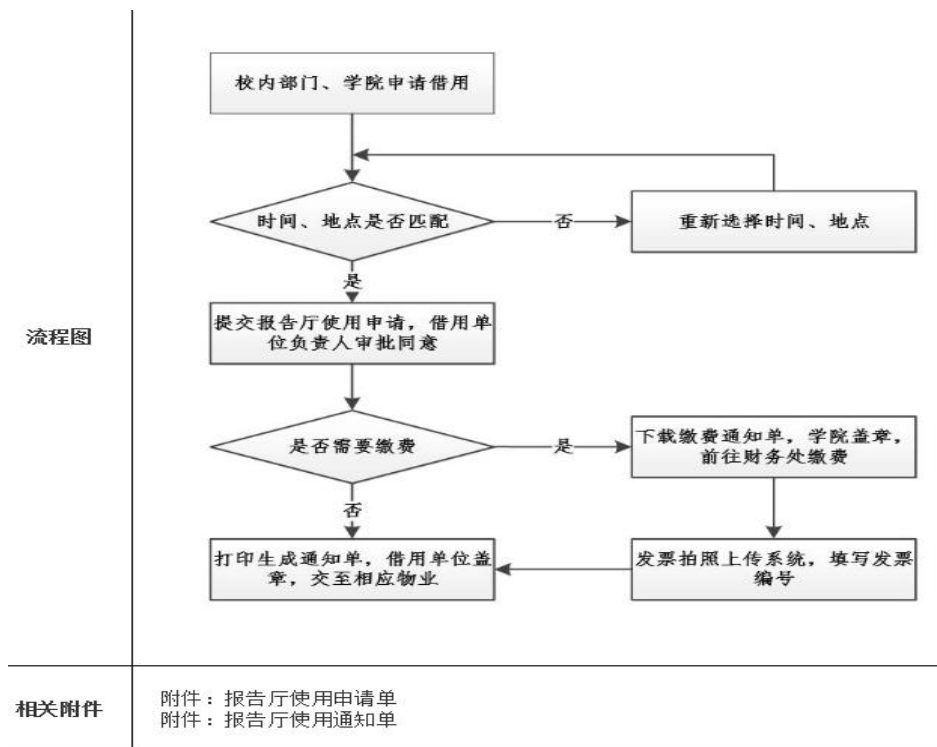 校内部门、学院申请借用
时间、地点是否匹配
否
重新选择时间、地点
是
提交报告厅使用申请，借用单
位负责人审批同意
是否需要缴费
是
下载缴费通知单，学院盖章，
前往财务处缴费
否
打印生成通知单，借用单位盖
章，交至相应物业
发票拍照上传系统，填写发票
编号
流程图
相关附件
附件：报告厅使用申请单
附件：报告厅使用通知单